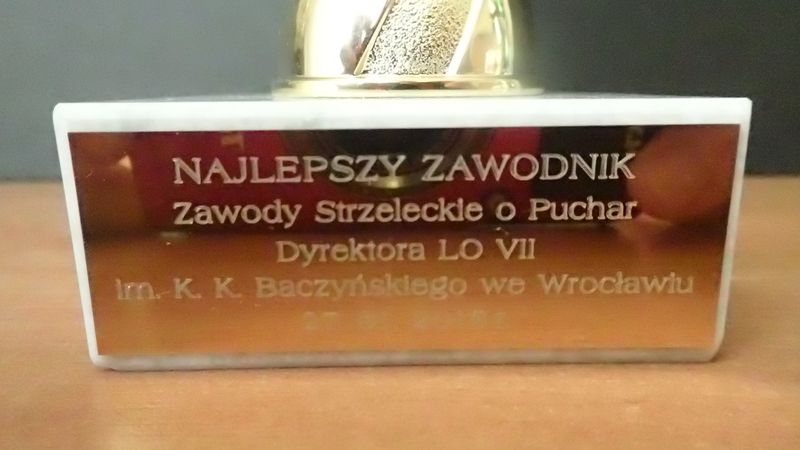 NAJLEPSZY ZAWODNIK
Zawody Strzeleckie o Puchar
Dyrektora LO VII
im. K. K. Baczyńskiego we Wrocławiu